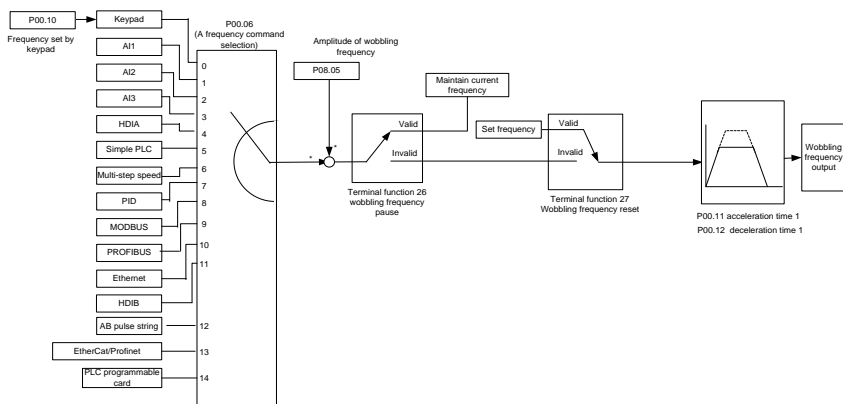 P00.10
Frequency set by
keypad
Keypad
AI1
AI2
AI3
HDIA
Simple PLC
Multi-step speed
PID
MODBUS
PROFIBUS
Ethernet
HDIB
AB pulse string
EtherCat/Profinet
PLC programmable
card
P00.06
(A frequency command
selection)
0
1
2
3
4
5
6
7
8
9
10
11
12
13
14
Amplitude of wobbling
frequency
P08.05
*
*
Valid
Invalid
Terminal function 26
wobbling frequency
pause
Maintain current
frequency
Set frequency
Valid
Invalid
Terminal function 27
Wobbling frequency reset
P00.11 acceleration time 1
P00.12 deceleration time 1
Wobbling
frequency
output